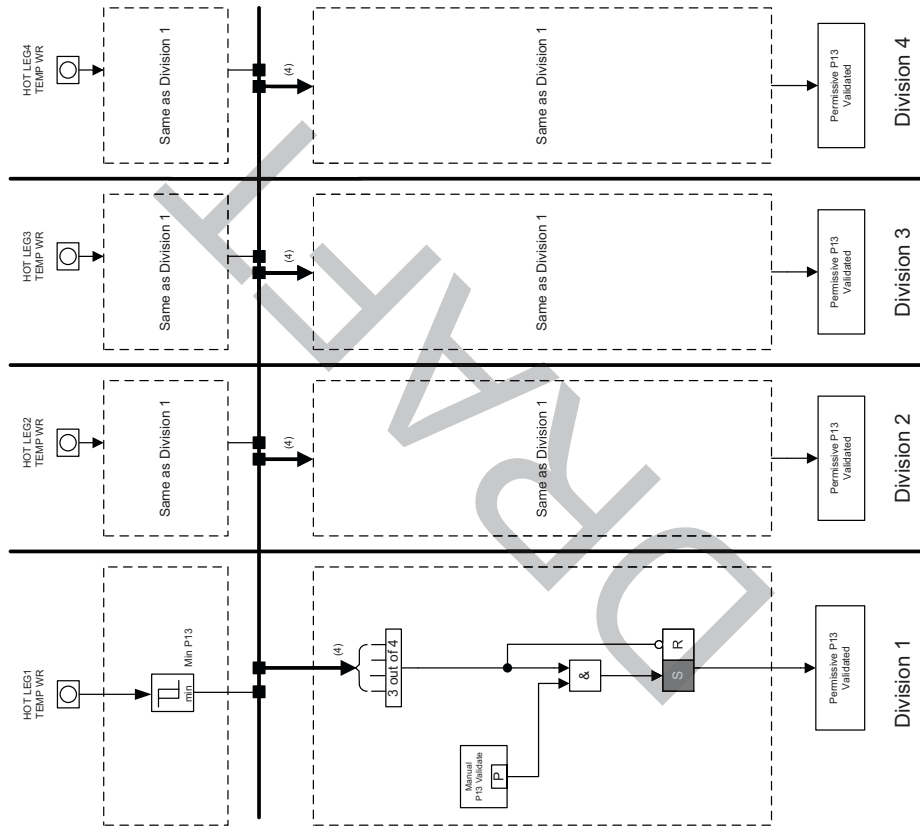 HOT LEG1
TEMP WR
Min P13
min
(4)
3 out of 4
Manual
P13 Validate
P
&
S
R
Permissive P13
Validated
Division 1
HOT LEG2
TEMP WR
Same as Division 1
(4)
Same as Division 1
Permissive P13
Validated
Division 2
HOT LEG3
TEMP WR
Same as Division 1
(4)
Same as Division 1
Permissive P13
Validated
Division 3
HOT LEG4
TEMP WR
Same as Division 1
(4)
Same as Division 1
Permissive P13
Validated
Division 4
DRAFT